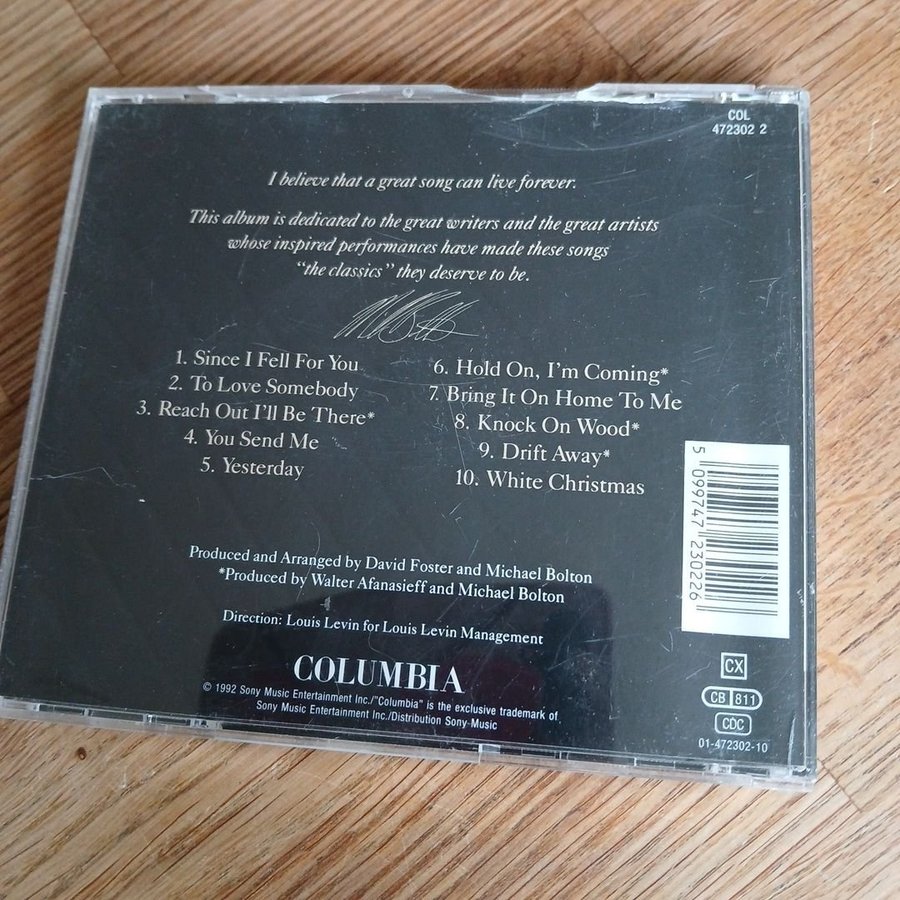 COL
472302 2
I believe that a great song can live forever.
This album is dedicated to the great writers and the great artists
whose inspired performances have made these songs
“the classics” they deserve to be.
1. Since I Fell For You
2. To Love Somebody
3. Reach Out I'll Be There*
4. You Send Me
5. Yesterday
6. Hold On, I'm Coming*
7. Bring It On Home To Me
8. Knock On Wood*
9. Drift Away*
10. White Christmas
5 099747 230226
Produced and Arranged by David Foster and Michael Bolton
*Produced by Walter Afanasieff and Michael Bolton
Direction: Louis Levin for Louis Levin Management
COLUMBIA
© 1992 Sony Music Entertainment Inc./"Columbia" is the exclusive trademark of
Sony Music Entertainment Inc./Distribution Sony Music
CX
CB 811
CDC
01-472302-10